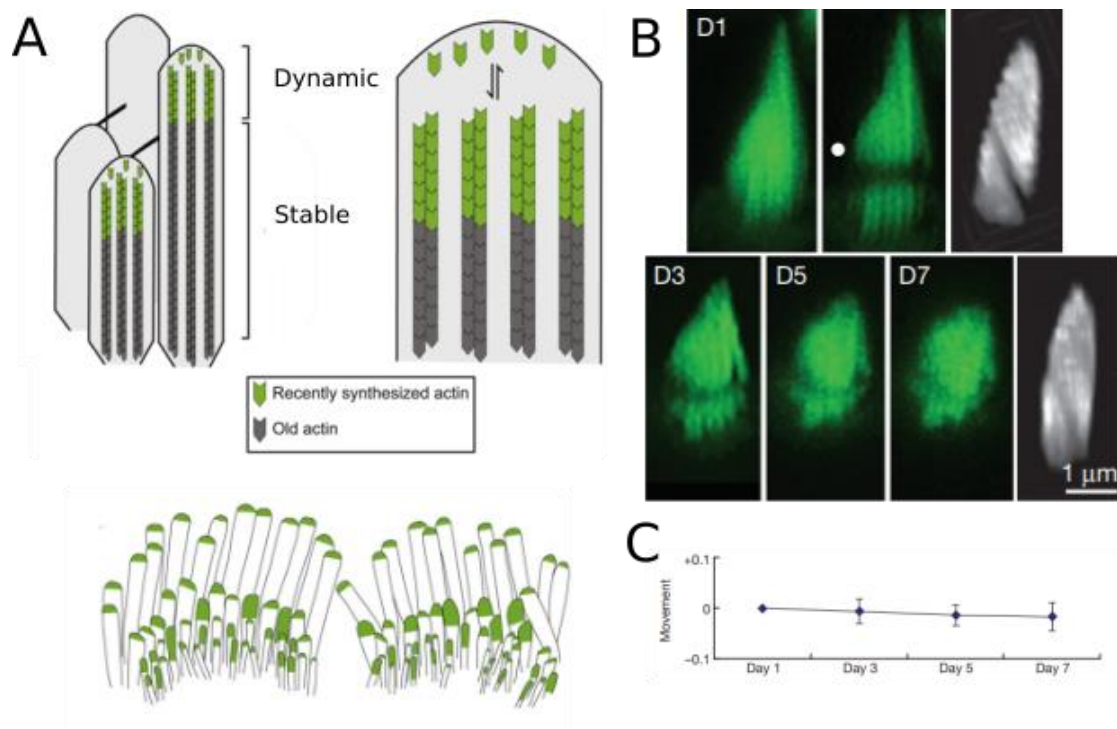 A
Dynamic
Stable
Recently synthesized actin
Old actin
B
D1
D3
D5
D7
1 μm
C
+0.1
0
−0.1
Movement
Day 1
Day 3
Day 5
Day 7